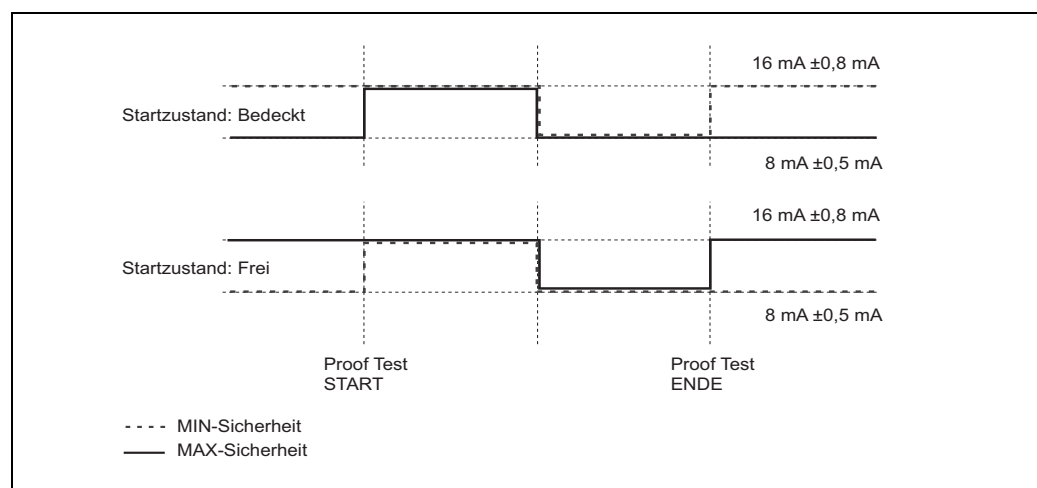 16 mA ±0,8 mA
Startzustand: Bedeckt
8 mA ±0,5 mA
16 mA ±0,8 mA
Startzustand: Frei
8 mA ±0,5 mA
Proof Test
START
Proof Test
ENDE
MIN-Sicherheit
MAX-Sicherheit